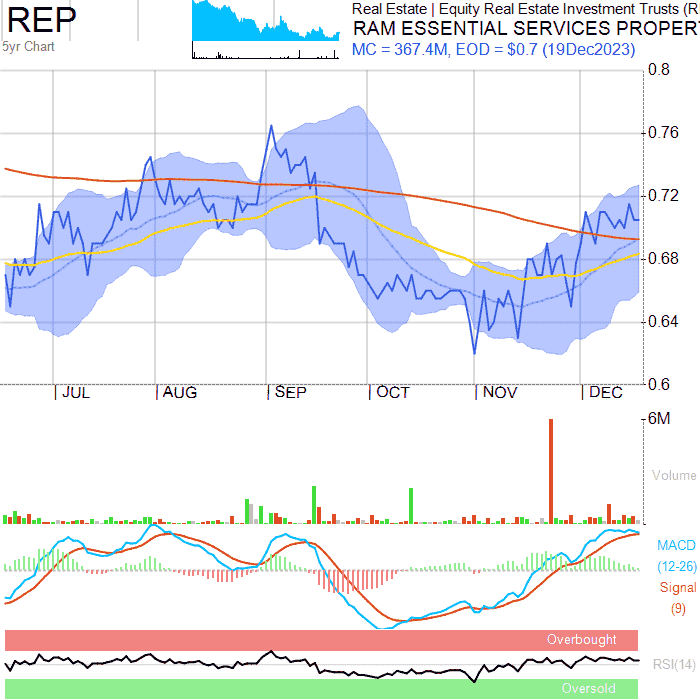 REP
5yr Chart
Real Estate | Equity Real Estate Investment Trusts (R
RAM ESSENTIAL SERVICES PROPER
MC = 367.4M, EOD = $0.7 (19Dec2023)
0.8
0.76
0.72
0.68
0.64
0.6
JUL AUG SEP OCT NOV DEC
6M
Volume
MACD
(12-26)
Signal
(9)
Overbought
RSI(14)
Oversold